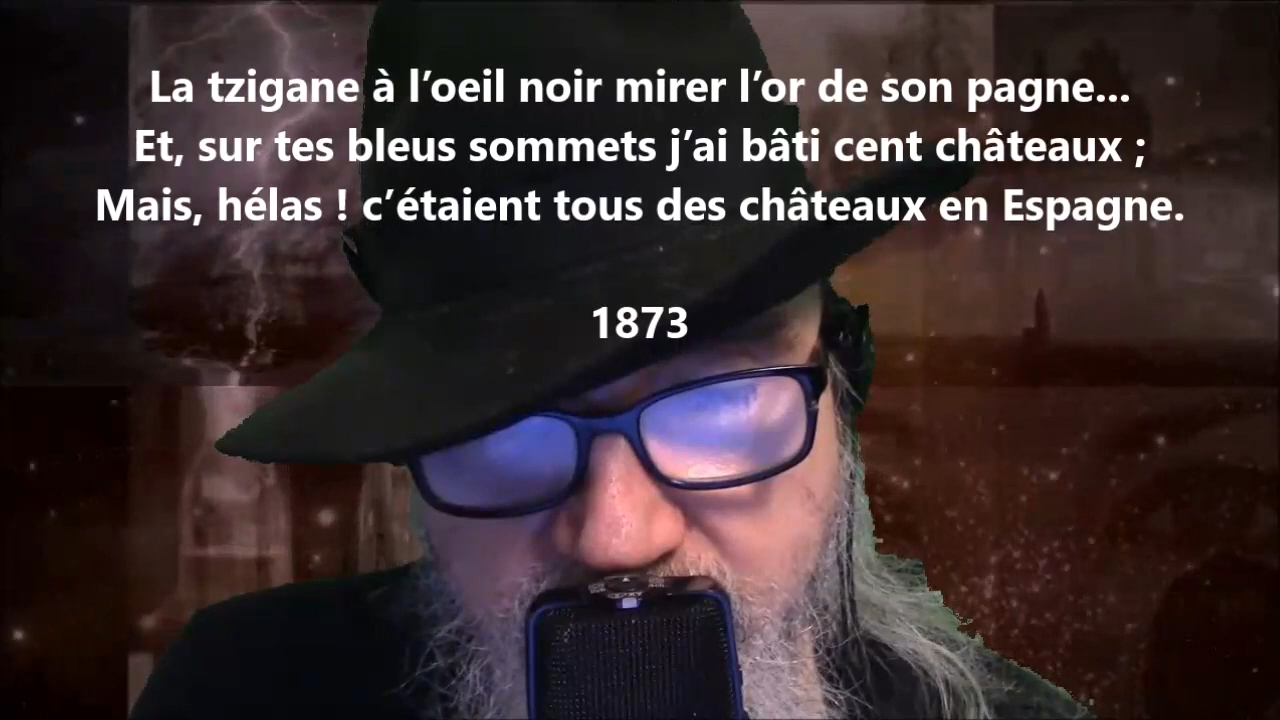 La tzigane à l’oeil noir mirer l’or de son pagne...
Et, sur tes bleus sommets j’ai bâti cent châteaux ;
Mais, hélas ! c’étaient tous des châteaux en Espagne.
1873